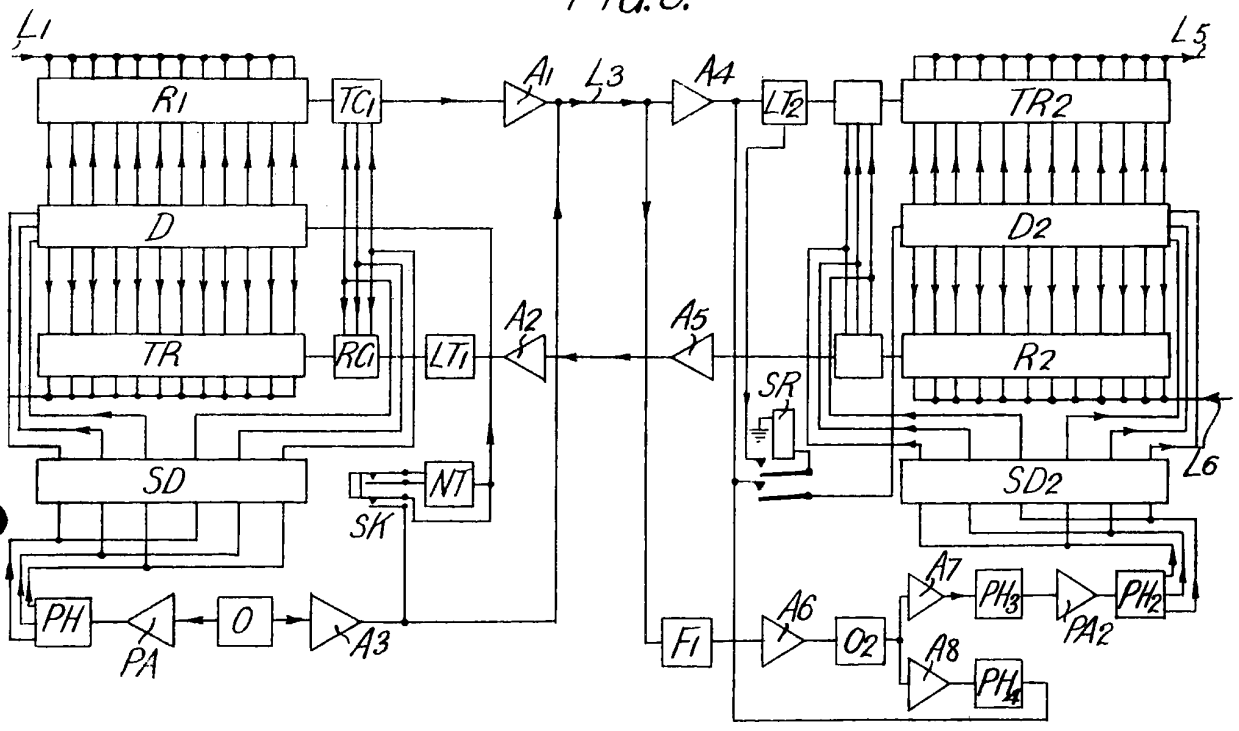 FIG.
L1
R1
TC1
A1
L3
A4
LT2
TR2
L5
D
D2
TR
RC1
LT1
A2
A5
SR
R2
L6
SD
SK
NT
SD2
PH
PA
O
A3
F1
A6
O2
A7
PH3
PA2
PH2
A8
PH4